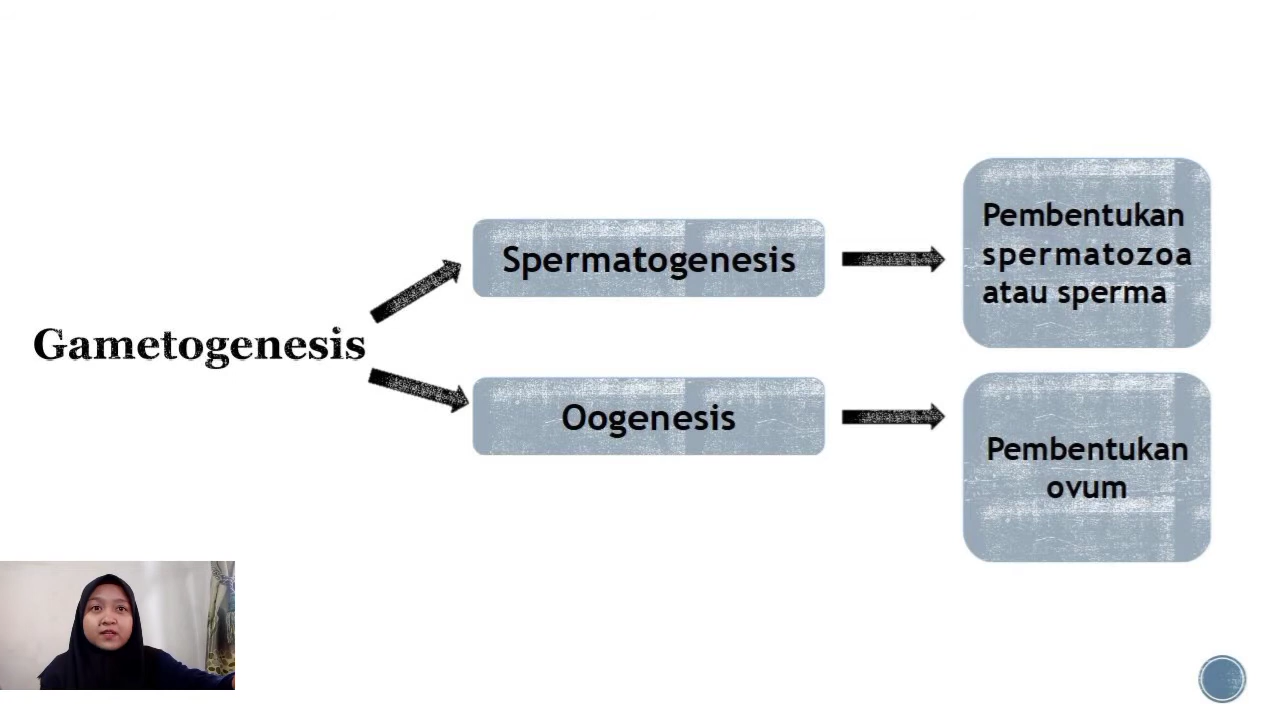 Gametogenesis
Spermatogenesis
Pembentukan
spermatozoa
atau sperma
Oogenesis
Pembentukan
ovum